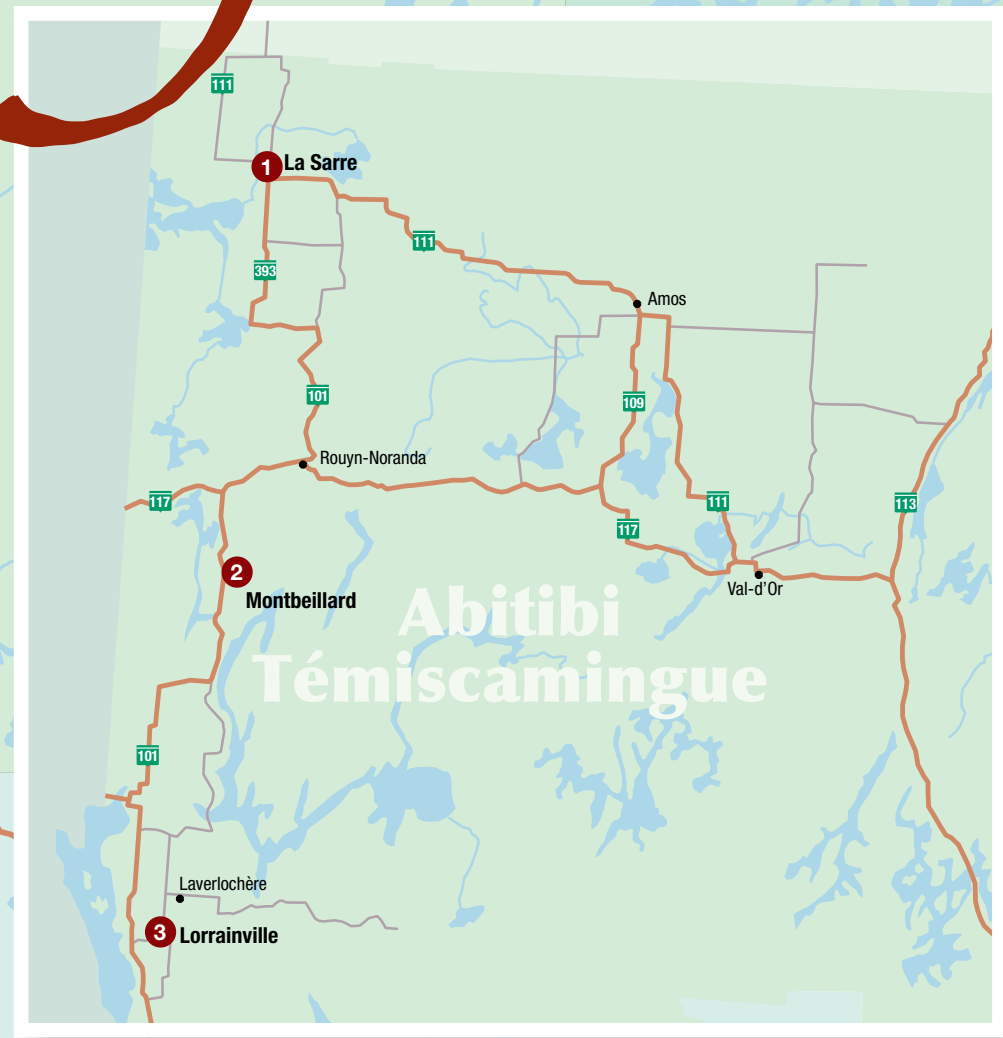 111
1 La Sarre
111
393
Amos
101
109
Rouyn-Noranda
117
111
113
117
2
Montbeillard
Val-d'Or
Abitibi
Témiscamingue
101
Laverlochère
3 Lorrainville